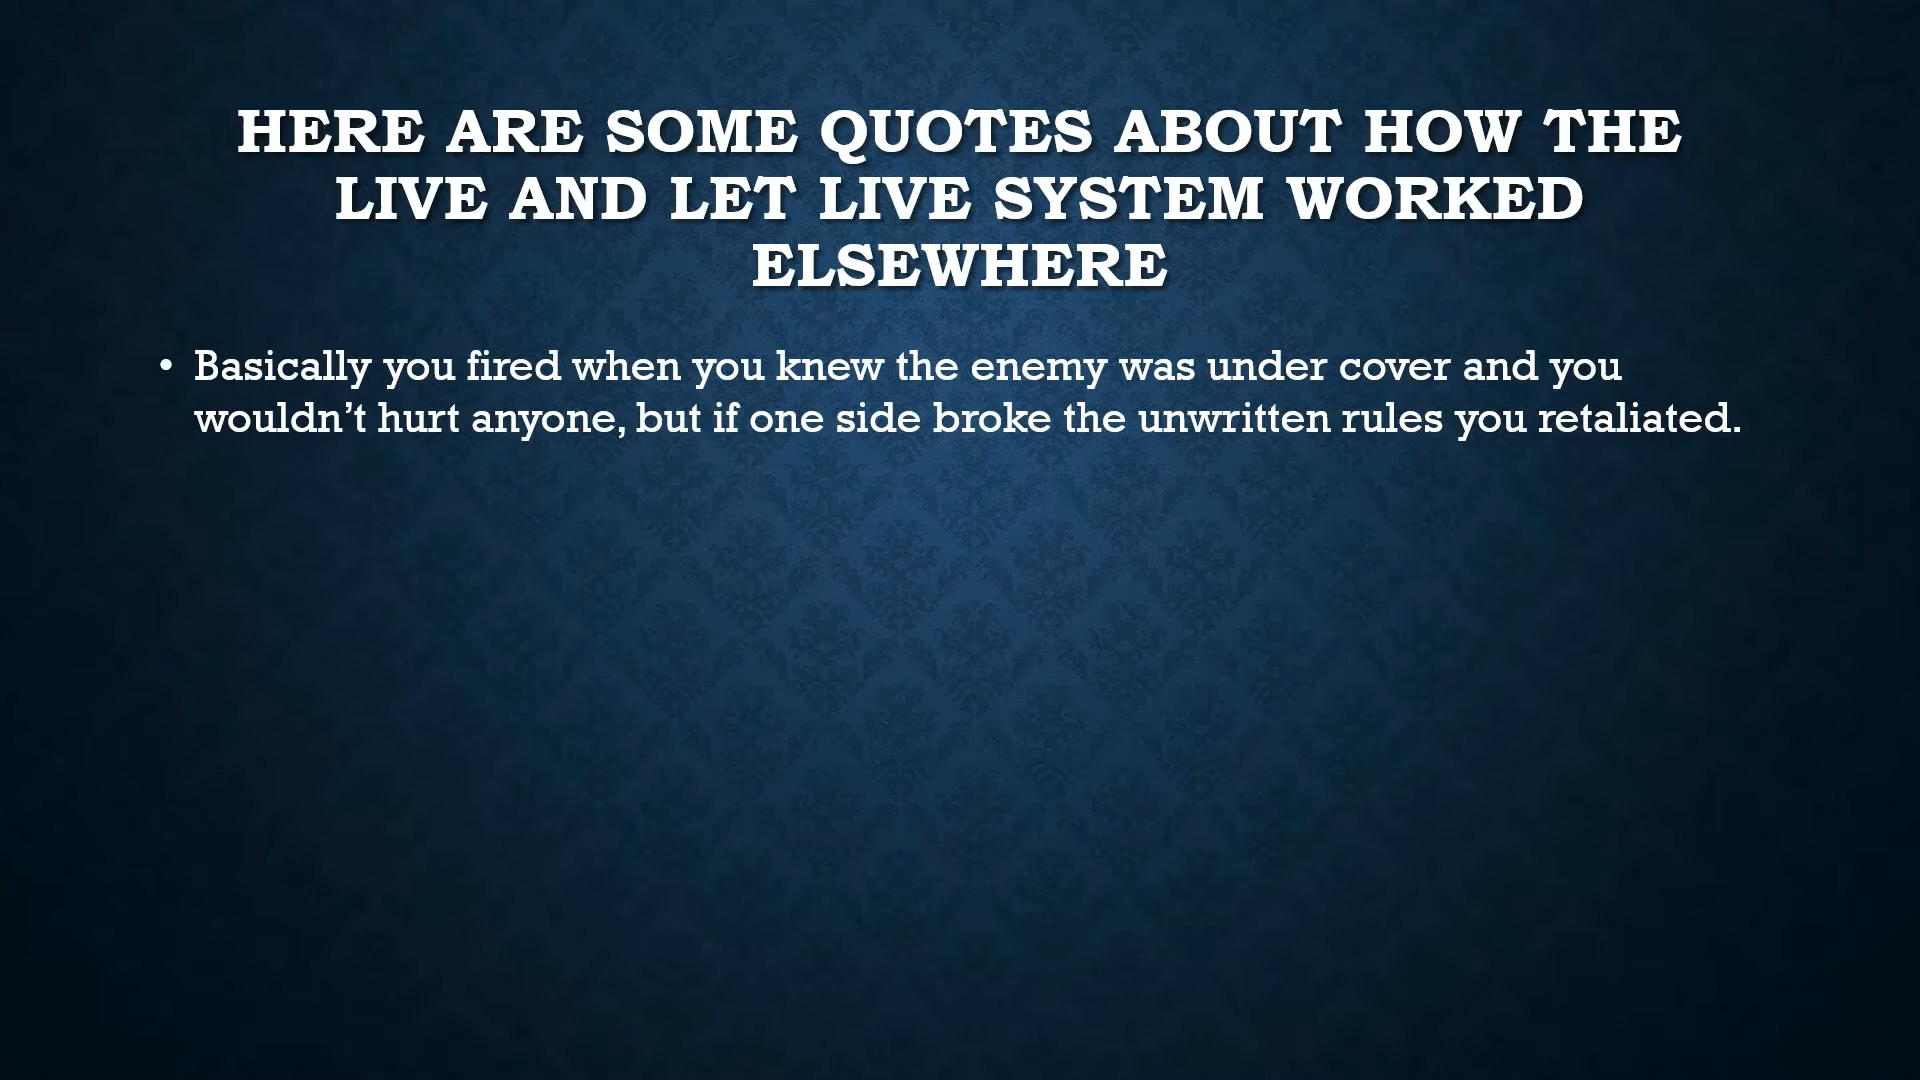 HERE ARE SOME QUOTES ABOUT HOW THE
LIVE AND LET LIVE SYSTEM WORKED
ELSEWHERE
• Basically you fired when you knew the enemy was under cover and you
wouldn’t hurt anyone, but if one side broke the unwritten rules you retaliated.